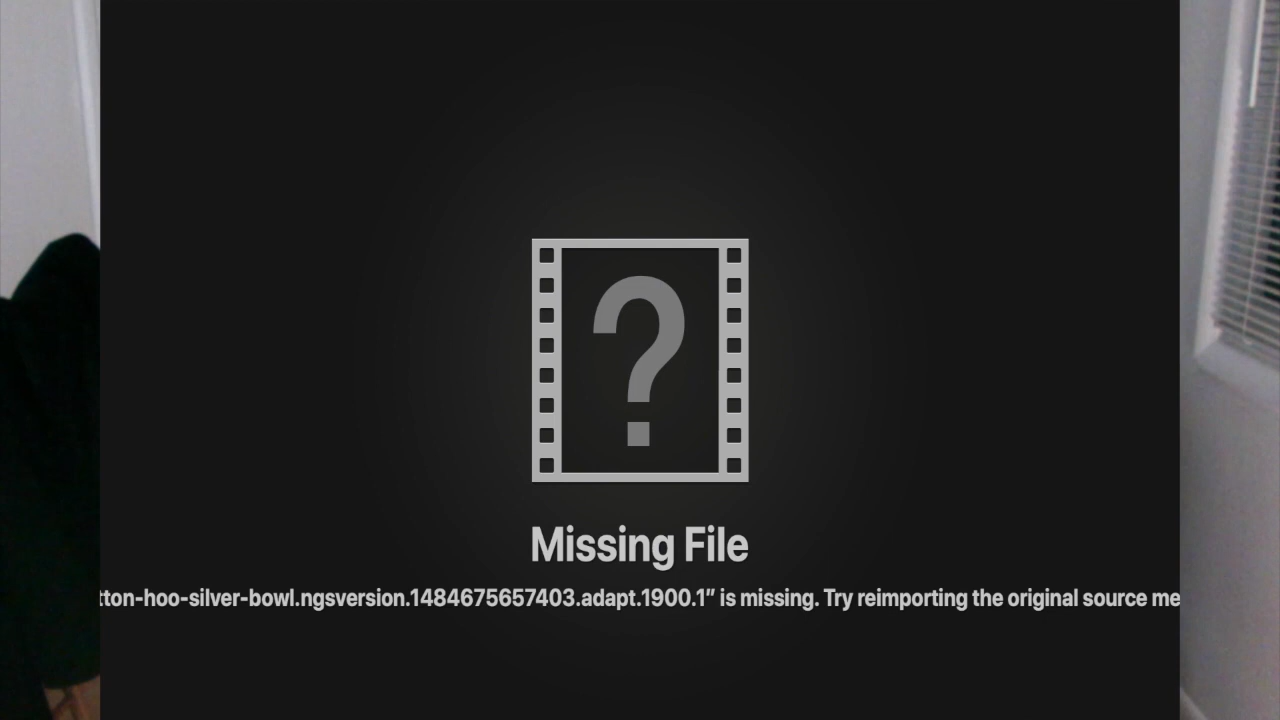 ?
Missing File
tton-hoo-silver-bowl.ngsversion.1484675657403.adapt.1900.1” is missing. Try reimporting the original source me